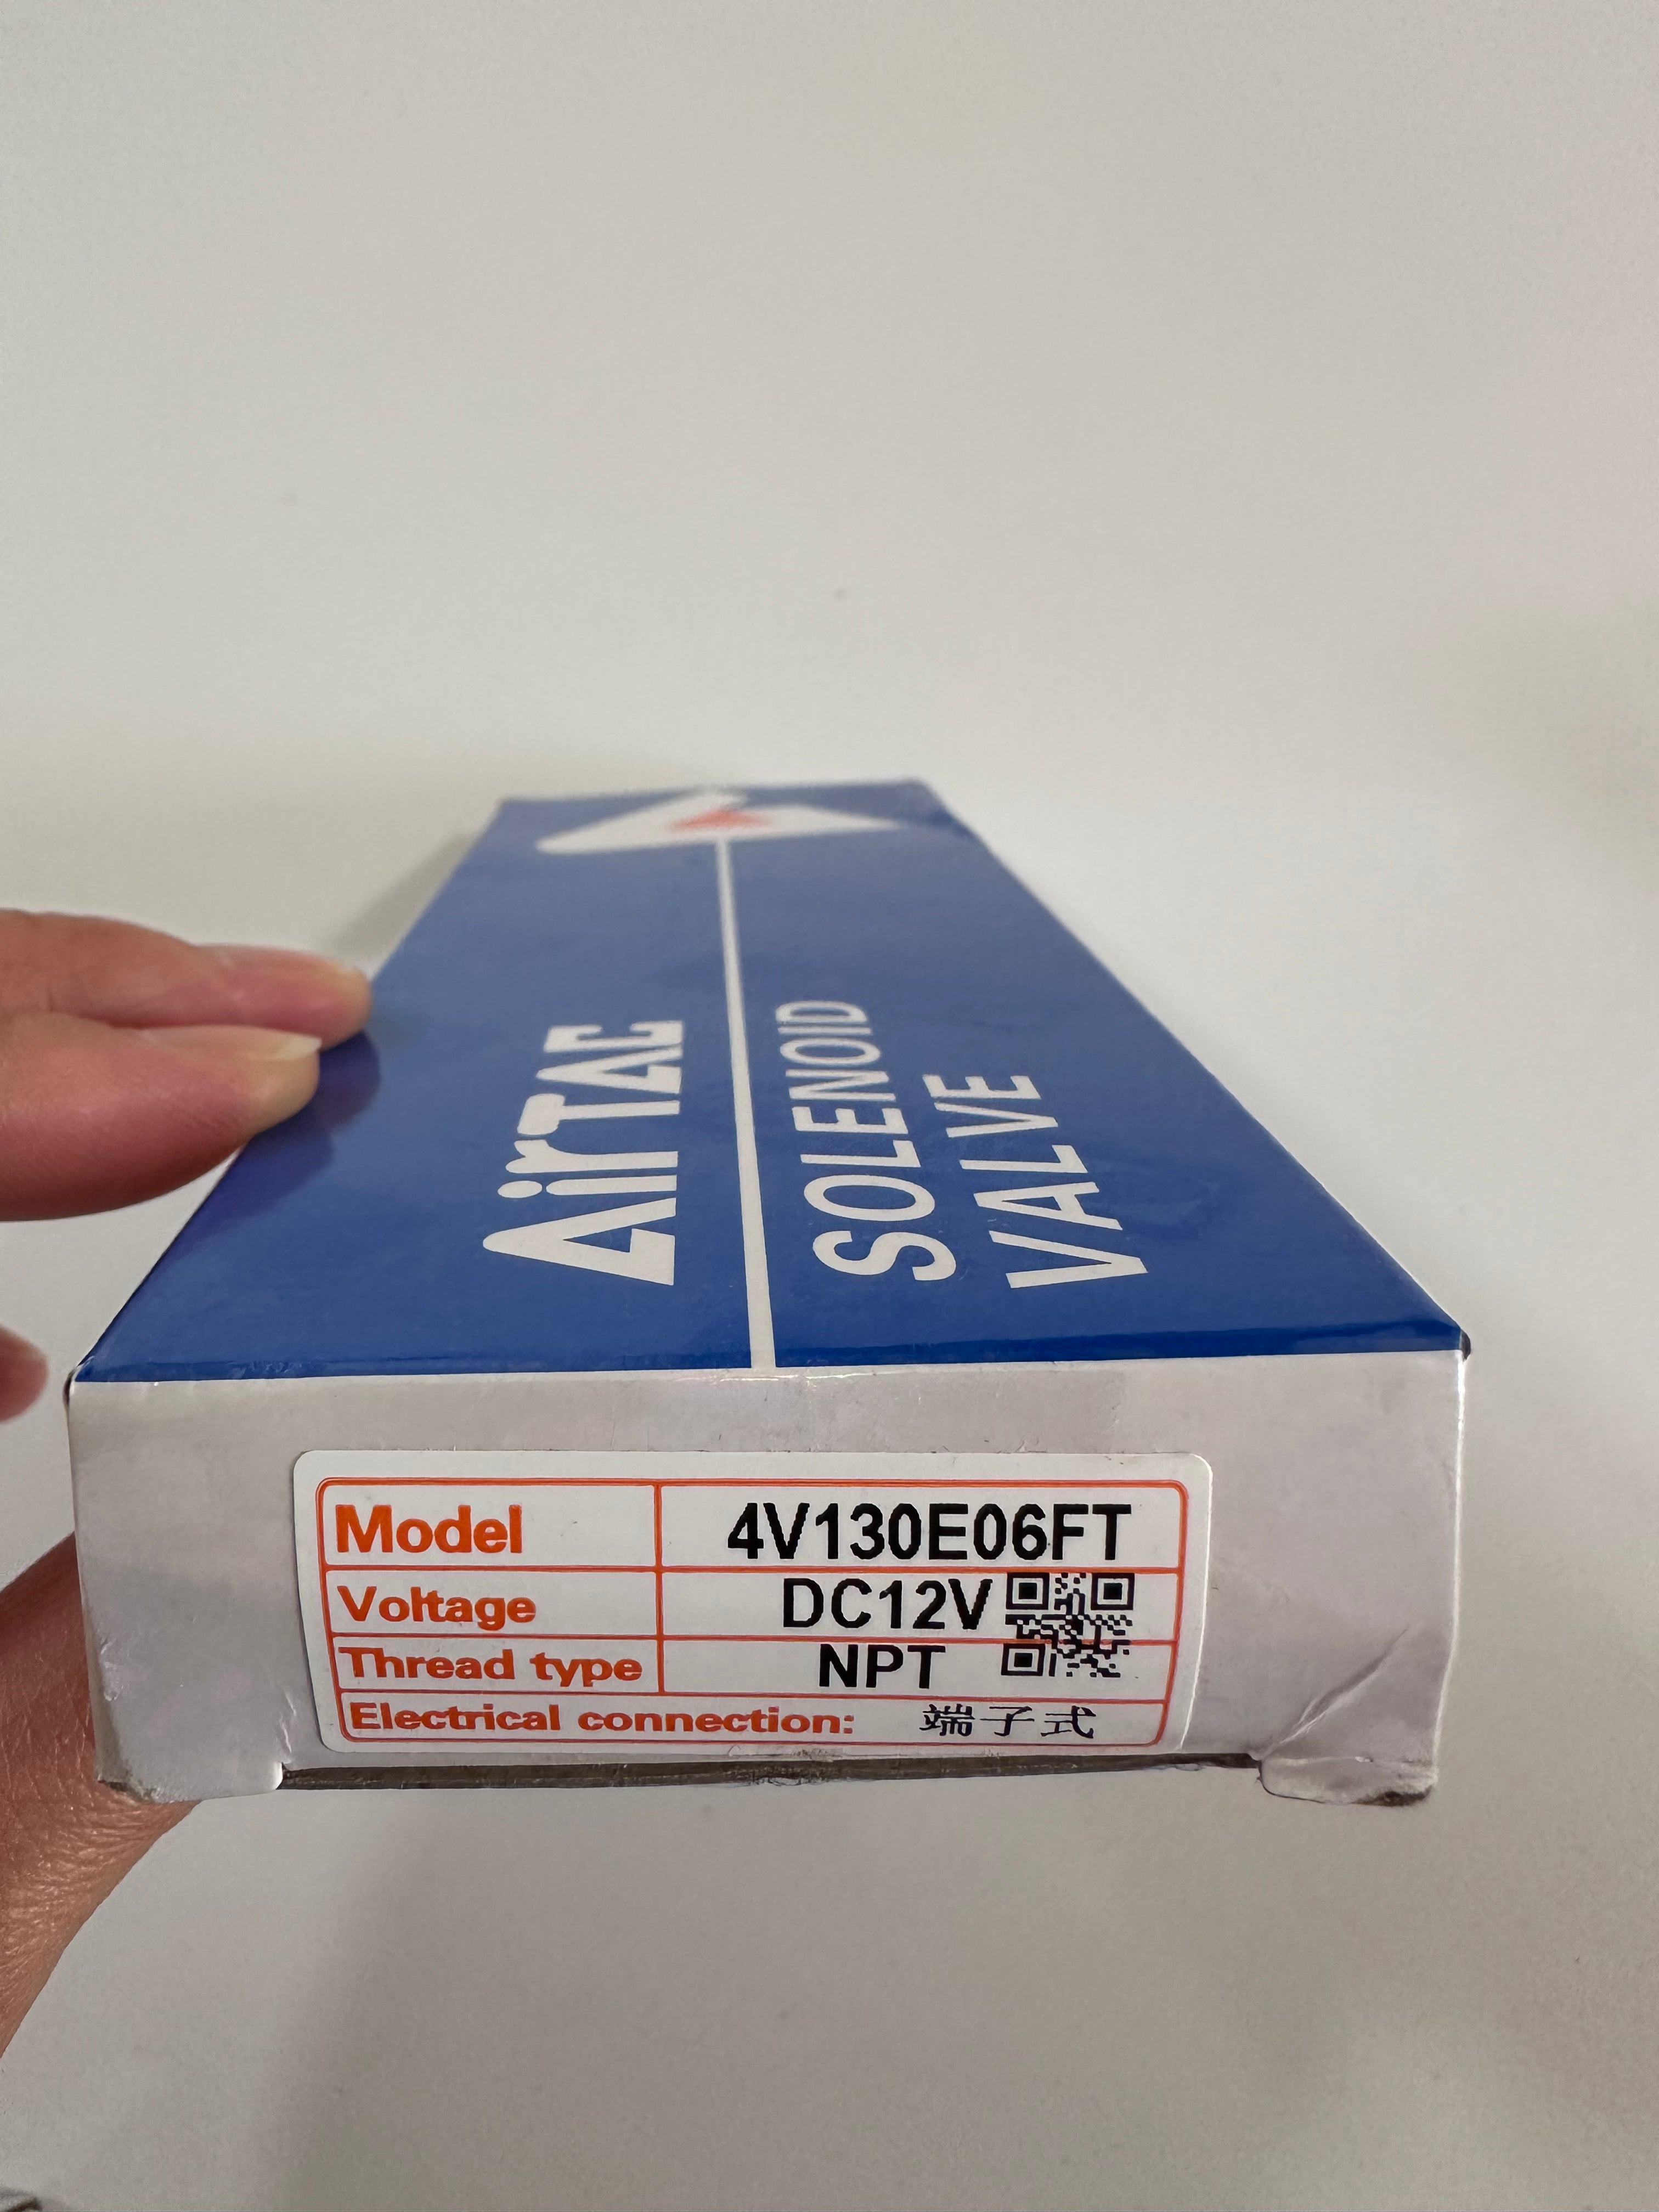 AirTAC
SOLENOID
VALVE
Model 4V130E06FT
Voltage DC12V
Thread type NPT
Electrical connection: 端子式